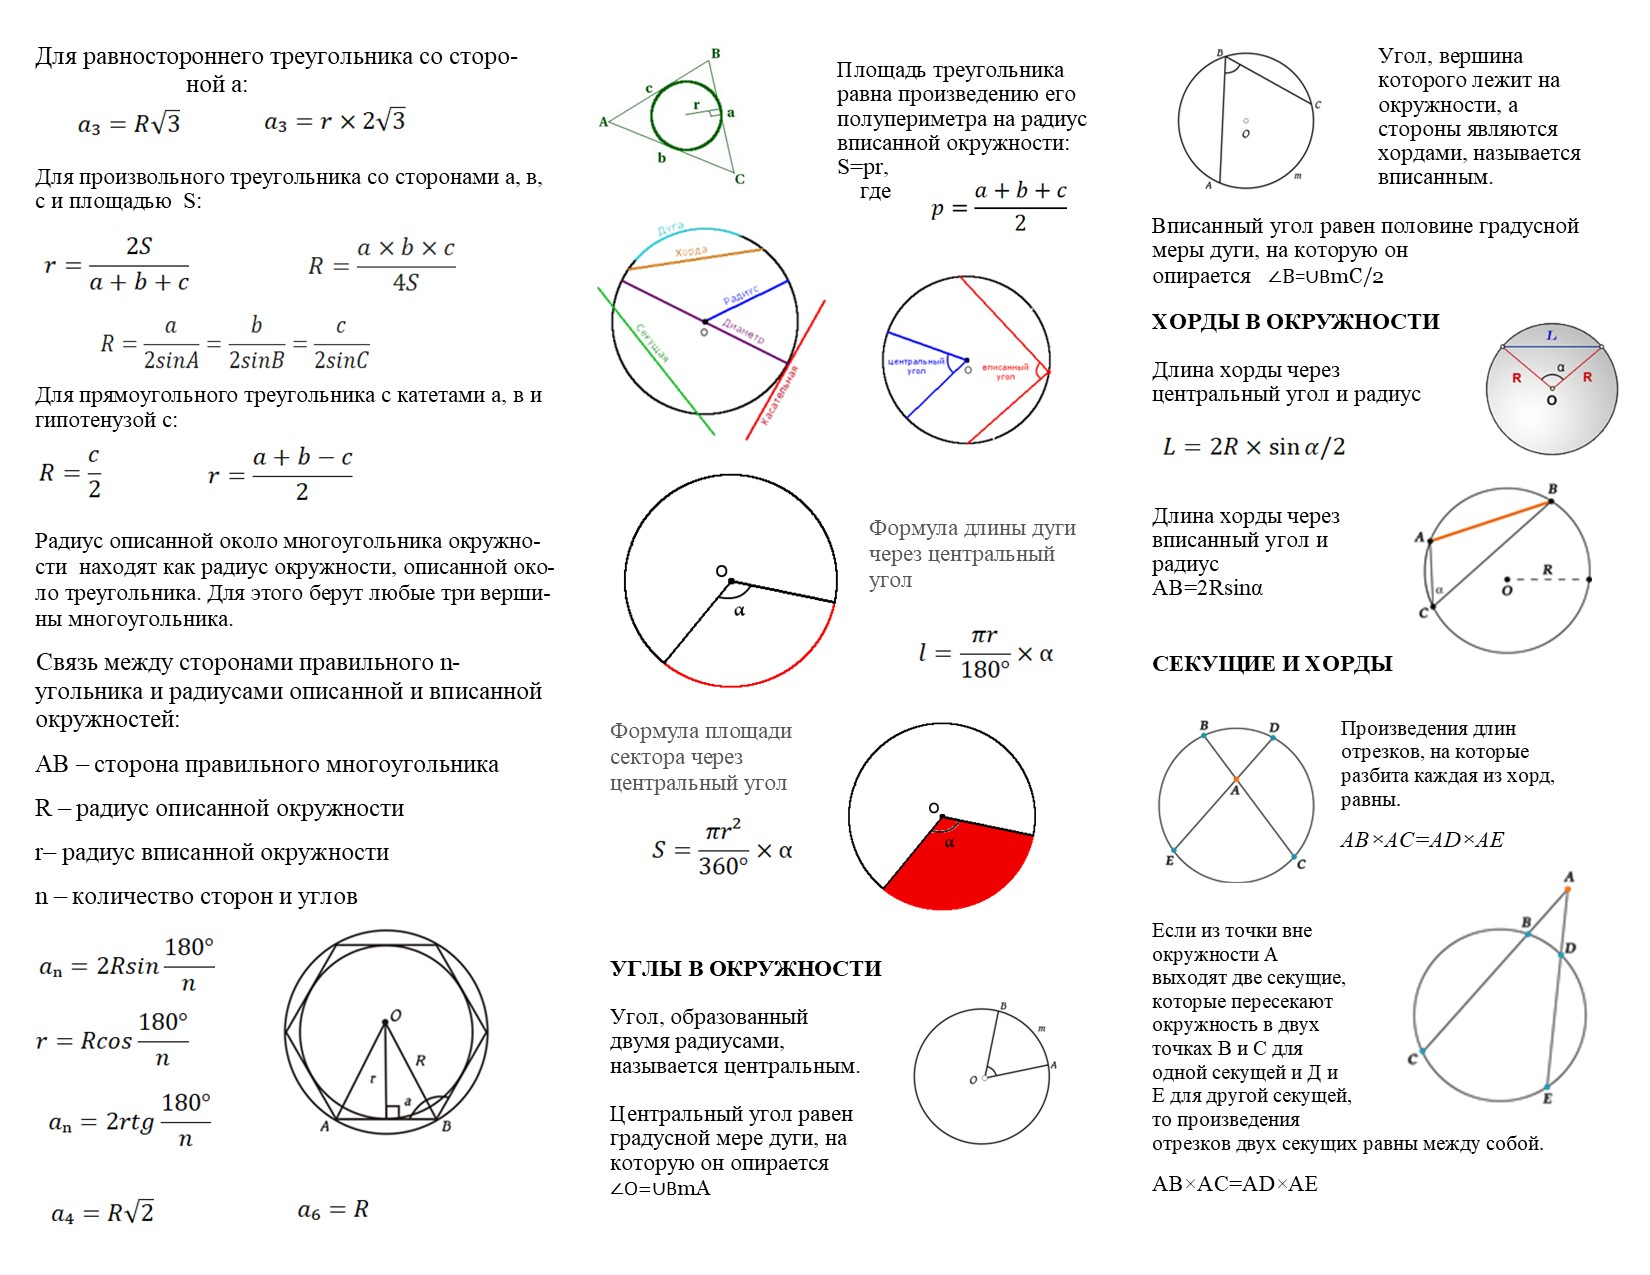 Для равностороннего треугольника со сторо-
ной а:
a₃ = R√3
a₃ = r × 2√3
Для произвольного треугольника со сторонами а, в,
с и площадью S:
r = 2S / (a + b + c)
R = (a × b × c) / 4S
R = a / 2sinA = b / 2sinB = c / 2sinC
Для прямоугольного треугольника с катетами а, в и
гипотенузой с:
R = c / 2
r = (a + b − c) / 2
Радиус описанной около многоугольника окружно-
сти находят как радиус окружности, описанной око-
ло треугольника. Для этого берут любые три верши-
ны многоугольника.
Связь между сторонами правильного n-
угольника и радиусами описанной и вписанной
окружностей:
АВ – сторона правильного многоугольника
R – радиус описанной окружности
r– радиус вписанной окружности
n – количество сторон и углов
aₙ = 2Rsin 180° / n
r = Rcos 180° / n
aₙ = 2rtg 180° / n
O
R
r
a
A
B
a₄ = R√2
a₆ = R
B
c
r
a
A
b
C
Площадь треугольника
равна произведению его
полупериметра на радиус
вписанной окружности:
S=pr,
где
p = (a + b + c) / 2
Дуга
Хорда
Радиус
Диаметр
О
Секущая
Касательная
центральный
угол
О
вписанный
угол
O
α
Формула длины дуги
через центральный
угол
l = πr / 180° × α
Формула площади
сектора через
центральный угол
S = πr² / 360° × α
O
α
УГЛЫ В ОКРУЖНОСТИ
Угол, образованный
двумя радиусами,
называется центральным.
B
m
O
A
Центральный угол равен
градусной мере дуги, на
которую он опирается
∠O=∪BmA
B
C
O
A
m
Угол, вершина
которого лежит на
окружности, а
стороны являются
хордами, называется
вписанным.
Вписанный угол равен половине градусной
меры дуги, на которую он
опирается ∠B=∪BmC/2
ХОРДЫ В ОКРУЖНОСТИ
Длина хорды через
центральный угол и радиус
L = 2R × sin α/2
L
α
R
R
O
Длина хорды через
вписанный угол и
радиус
AB=2Rsinα
B
A
R
α
O
C
СЕКУЩИЕ И ХОРДЫ
B
D
A
E
C
Произведения длин
отрезков, на которые
разбита каждая из хорд,
равны.
AB×AC=AD×AE
Если из точки вне
окружности А
выходят две секущие,
которые пересекают
окружность в двух
точках В и С для
одной секущей и Д и
Е для другой секущей,
то произведения
отрезков двух секущих равны между собой.
A
B
D
C
E
AB×AC=AD×AE